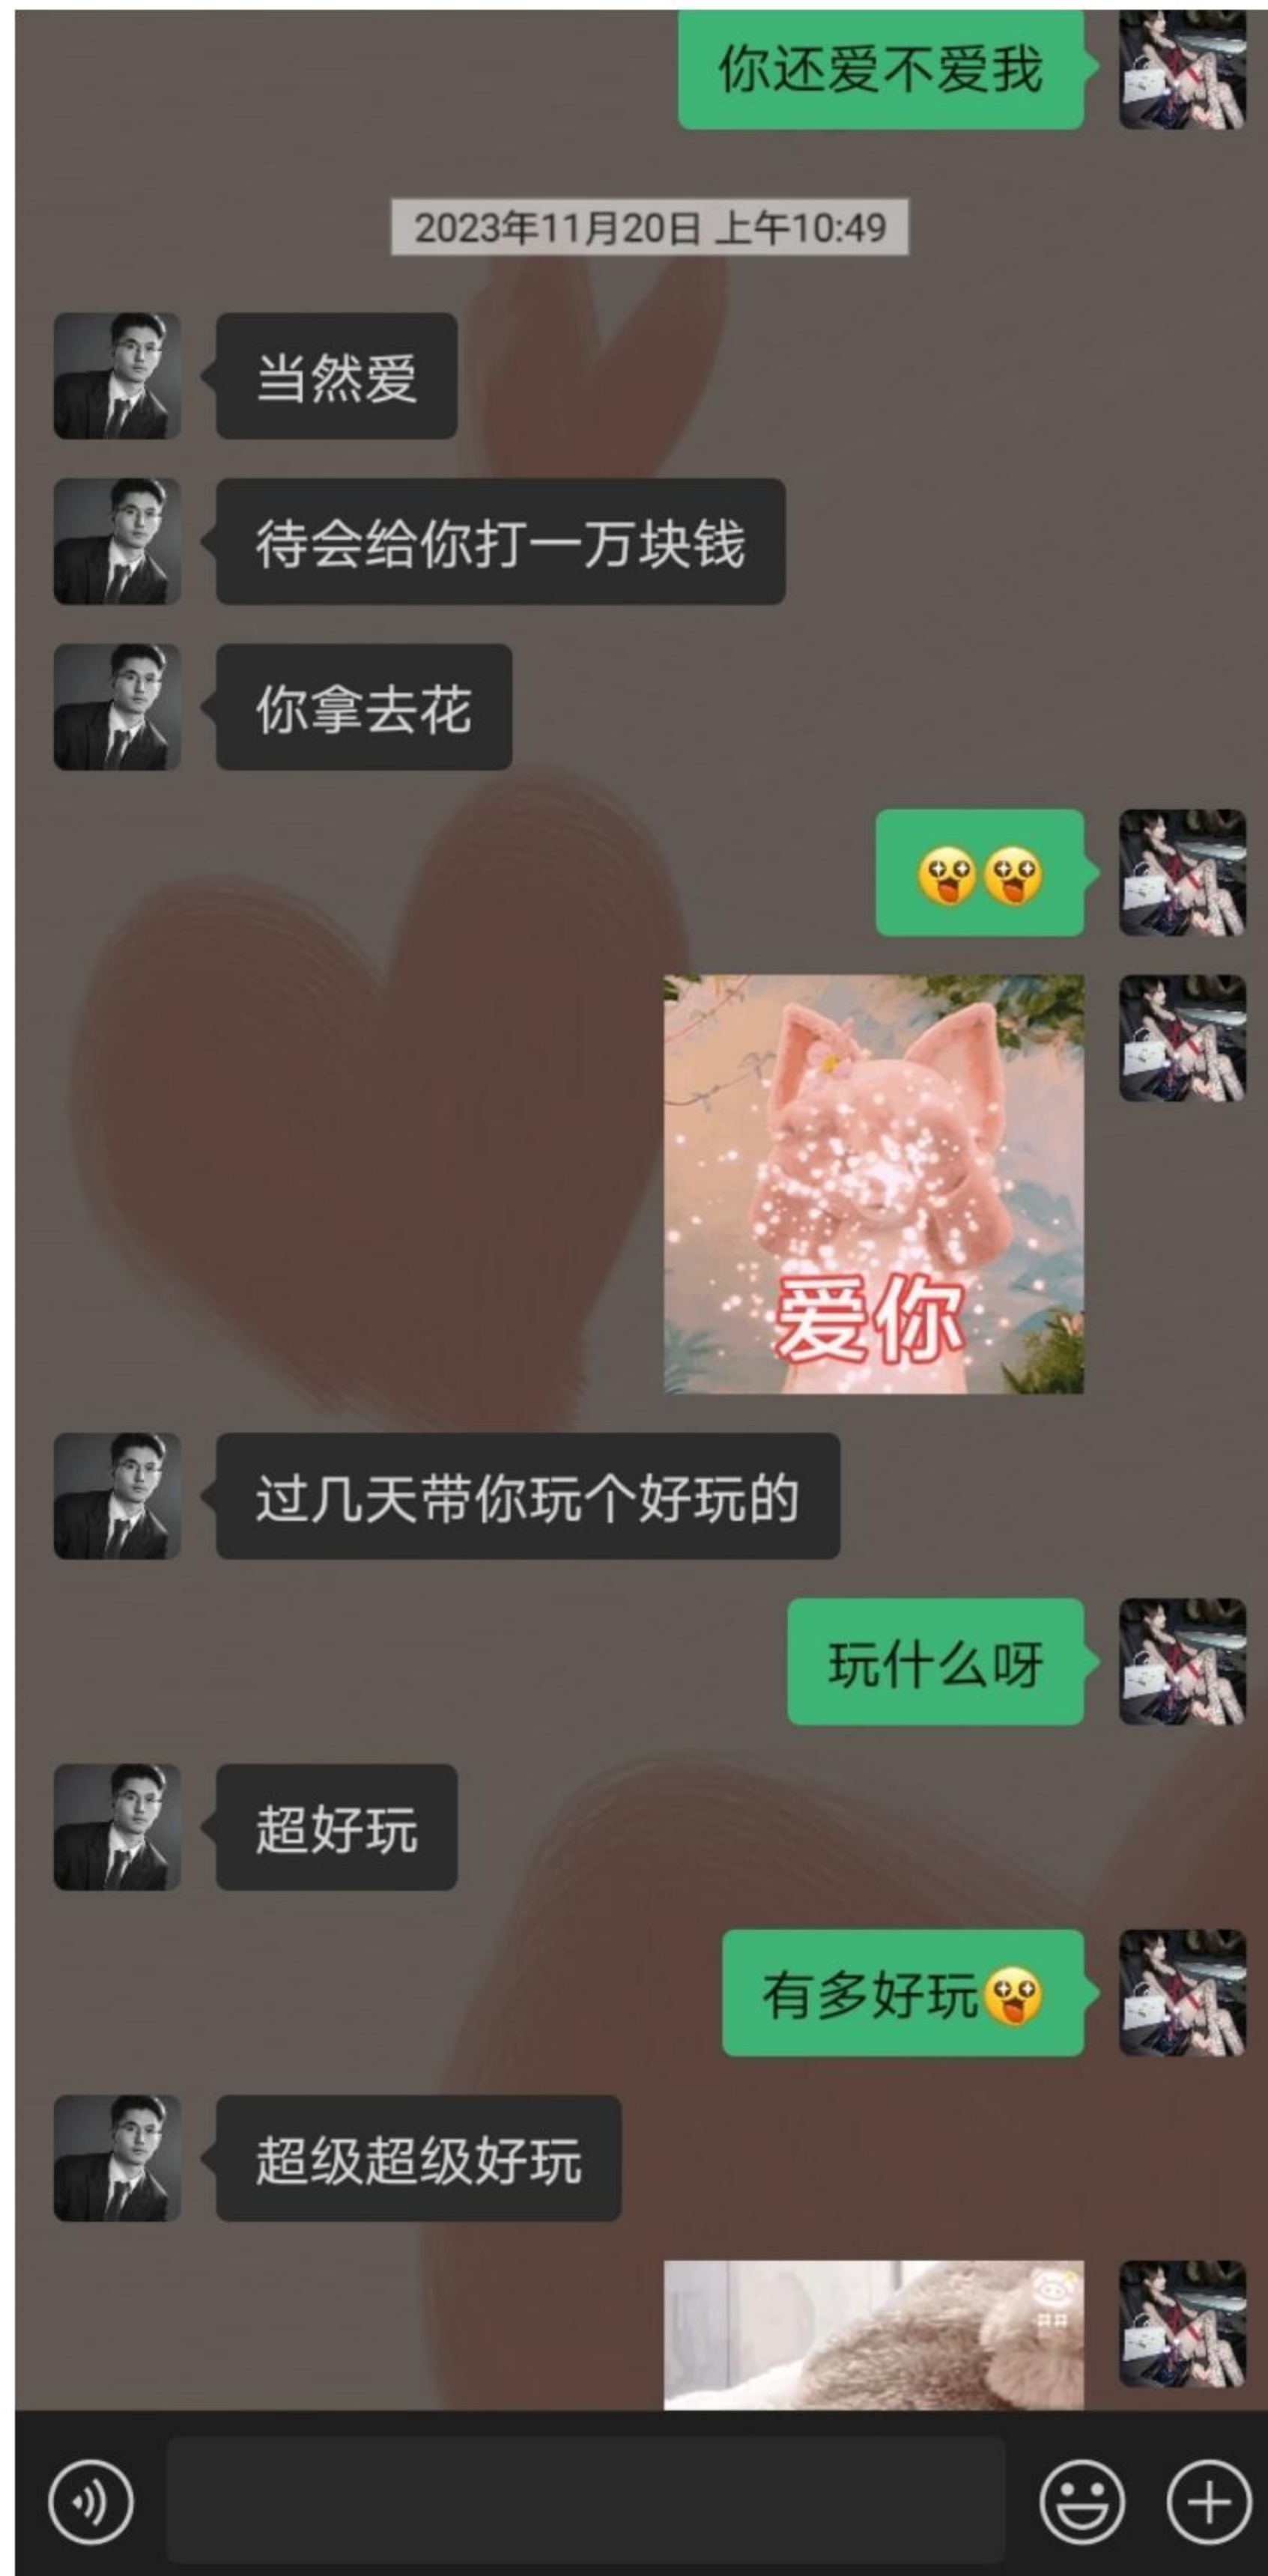 你还爱不爱我
2023年11月20日 上午10:49
当然爱
待会给你打一万块钱
你拿去花
爱你
过几天带你玩个好玩的
玩什么呀
超好玩
有多好玩
超级超级好玩